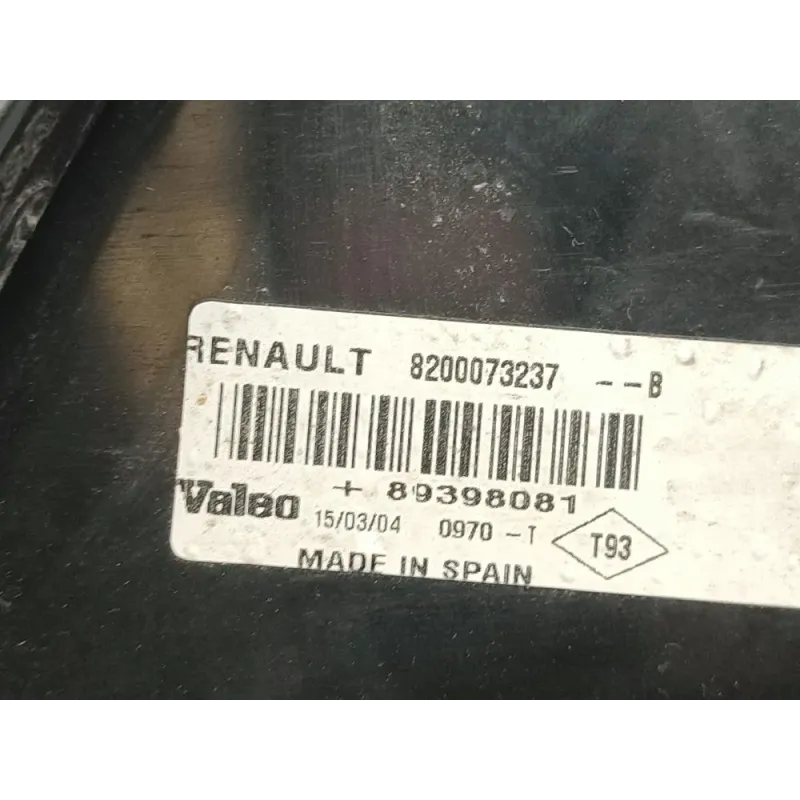 RENAULT 8200073237 --B
+ 89398081
Valeo 15/03/04 0970 -T T93
MADE IN SPAIN